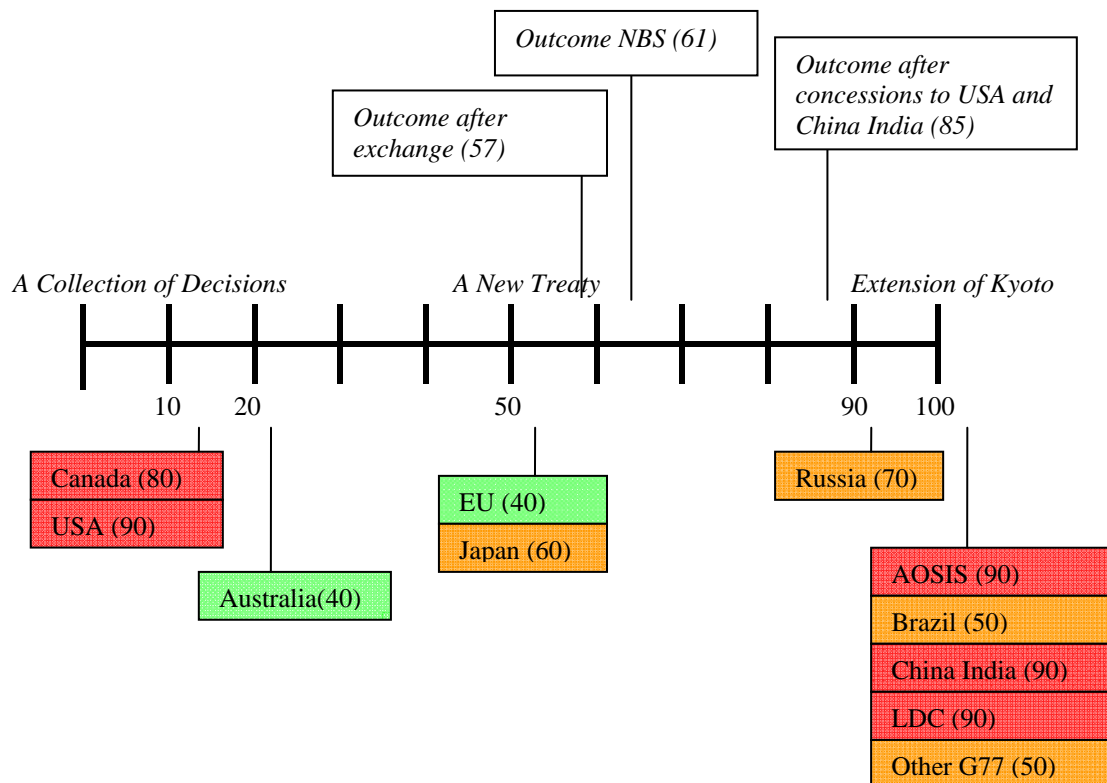 Outcome NBS (61)
Outcome after
concessions to USA and
China India (85)
Outcome after
exchange (57)
A Collection of Decisions
A New Treaty
Extension of Kyoto
10
20
50
90
100
Canada (80)
USA (90)
EU (40)
Japan (60)
Russia (70)
Australia(40)
AOSIS (90)
Brazil (50)
China India (90)
LDC (90)
Other G77 (50)